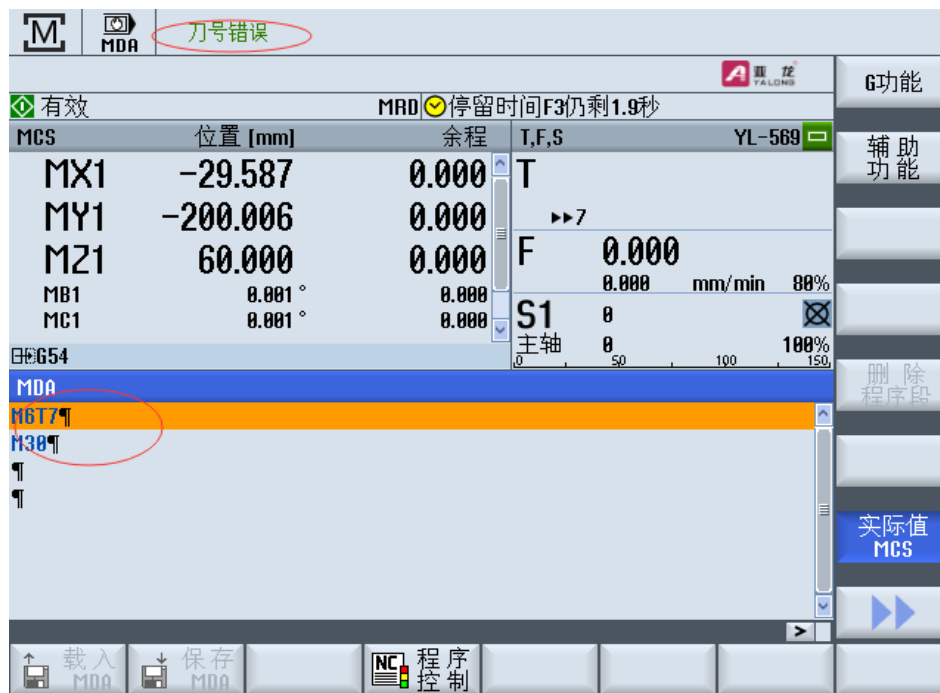 M MDA 刀号错误
亚龙 YALONG
G功能
有效 MRD 停留时间F3仍剩1.9秒
MCS 位置 [mm] 余程 T,F,S YL-569
辅助
功能
MX1 -29.587 0.000 T
MY1 -200.006 0.000 ▸▸7
MZ1 60.000 0.000 F 0.000
0.000 mm/min 80%
MB1 0.001 ° 0.000
MC1 0.001 ° 0.000 S1 0
主轴 0 100%
G54 0 50 100 150
MDA
删除
程序段
M6T7¶
M30¶
¶
¶
实际值
MCS
载入
MDA
保存
MDA
NC 程序
控制